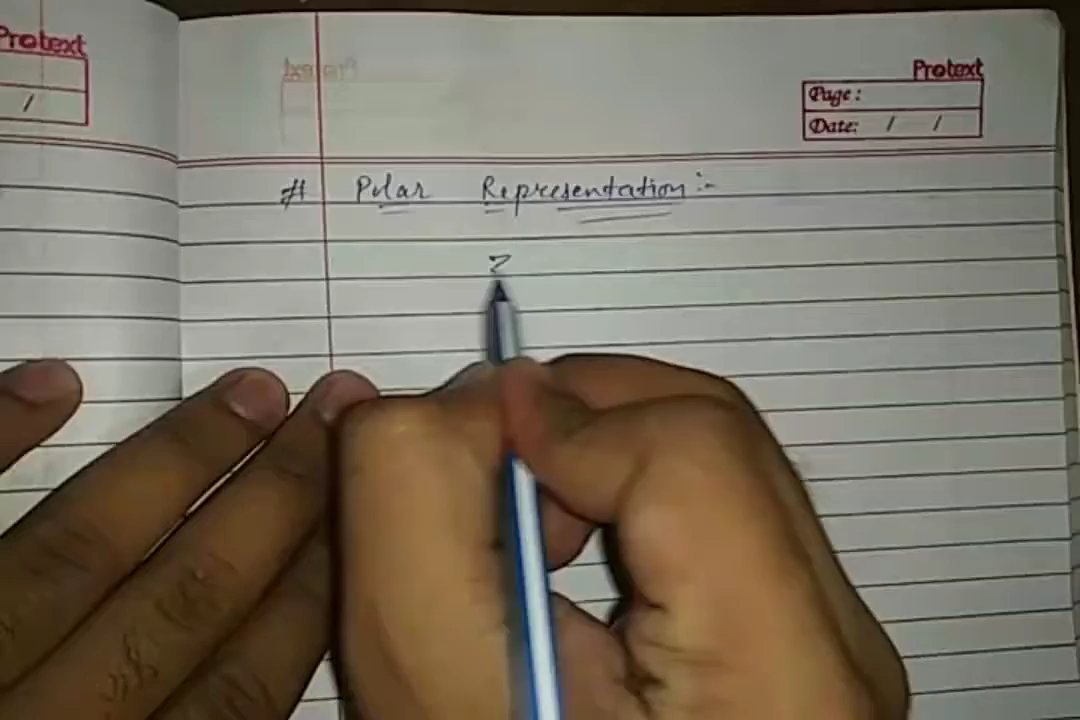 Protext
/
Protext
Page :
Date: / /
# Polar Representation :-
z